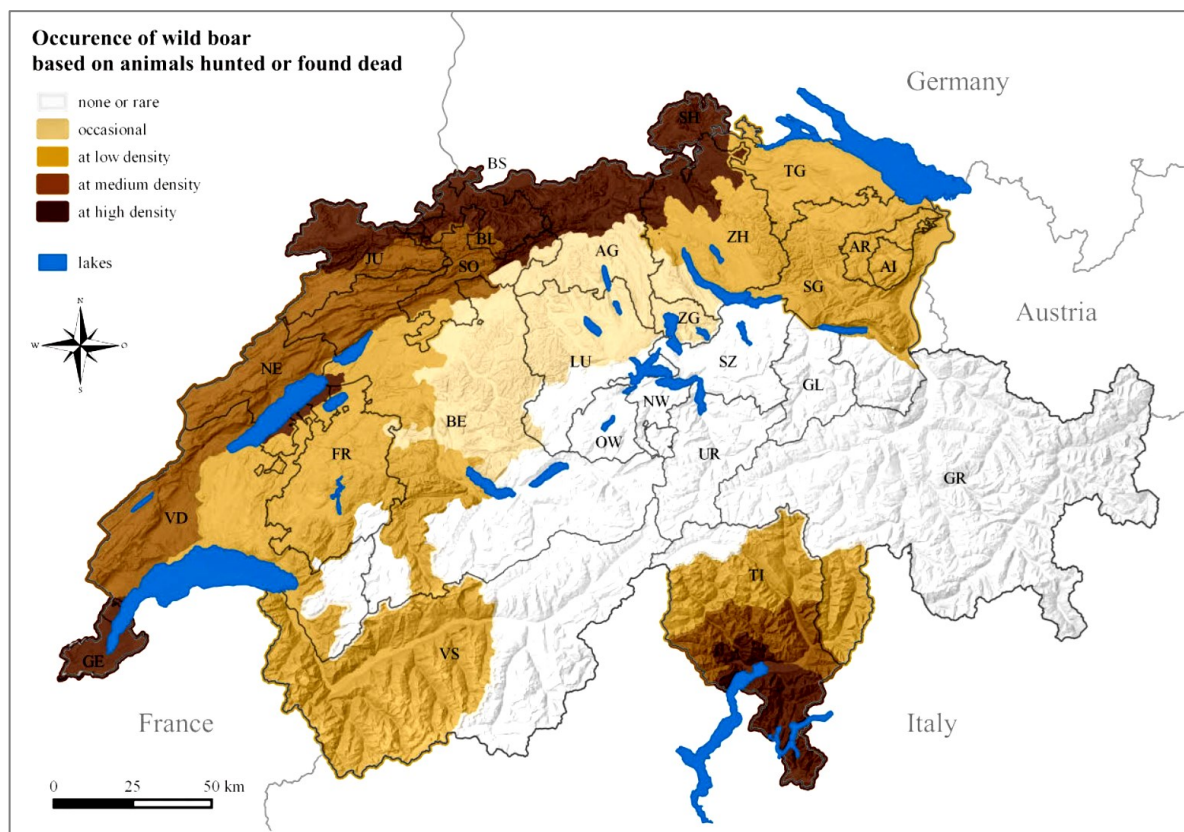 Occurence of wild boar
based on animals hunted or found dead
none or rare
occasional
at low density
at medium density
at high density
lakes
N
W
O
S
Germany
Austria
Italy
France
SH
BS
TG
BL
JU
SO
AG
ZH
AR
AI
SG
ZG
LU
SZ
NE
BE
NW
GL
OW
UR
FR
GR
VD
TI
VS
GE
0 25 50 km